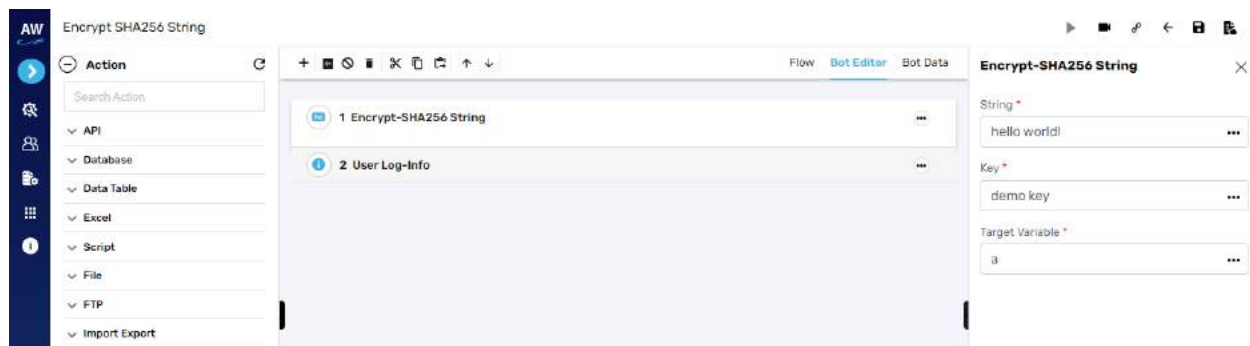 AW
Encrypt SHA256 String
Action
Search Action
API
Database
Data Table
Excel
Script
File
FTP
Import Export
Flow Bot Editor Bot Data
1 Encrypt-SHA256 String
2 User Log-Info
Encrypt-SHA256 String
String *
hello world!
Key *
demo key
Target Variable *
a